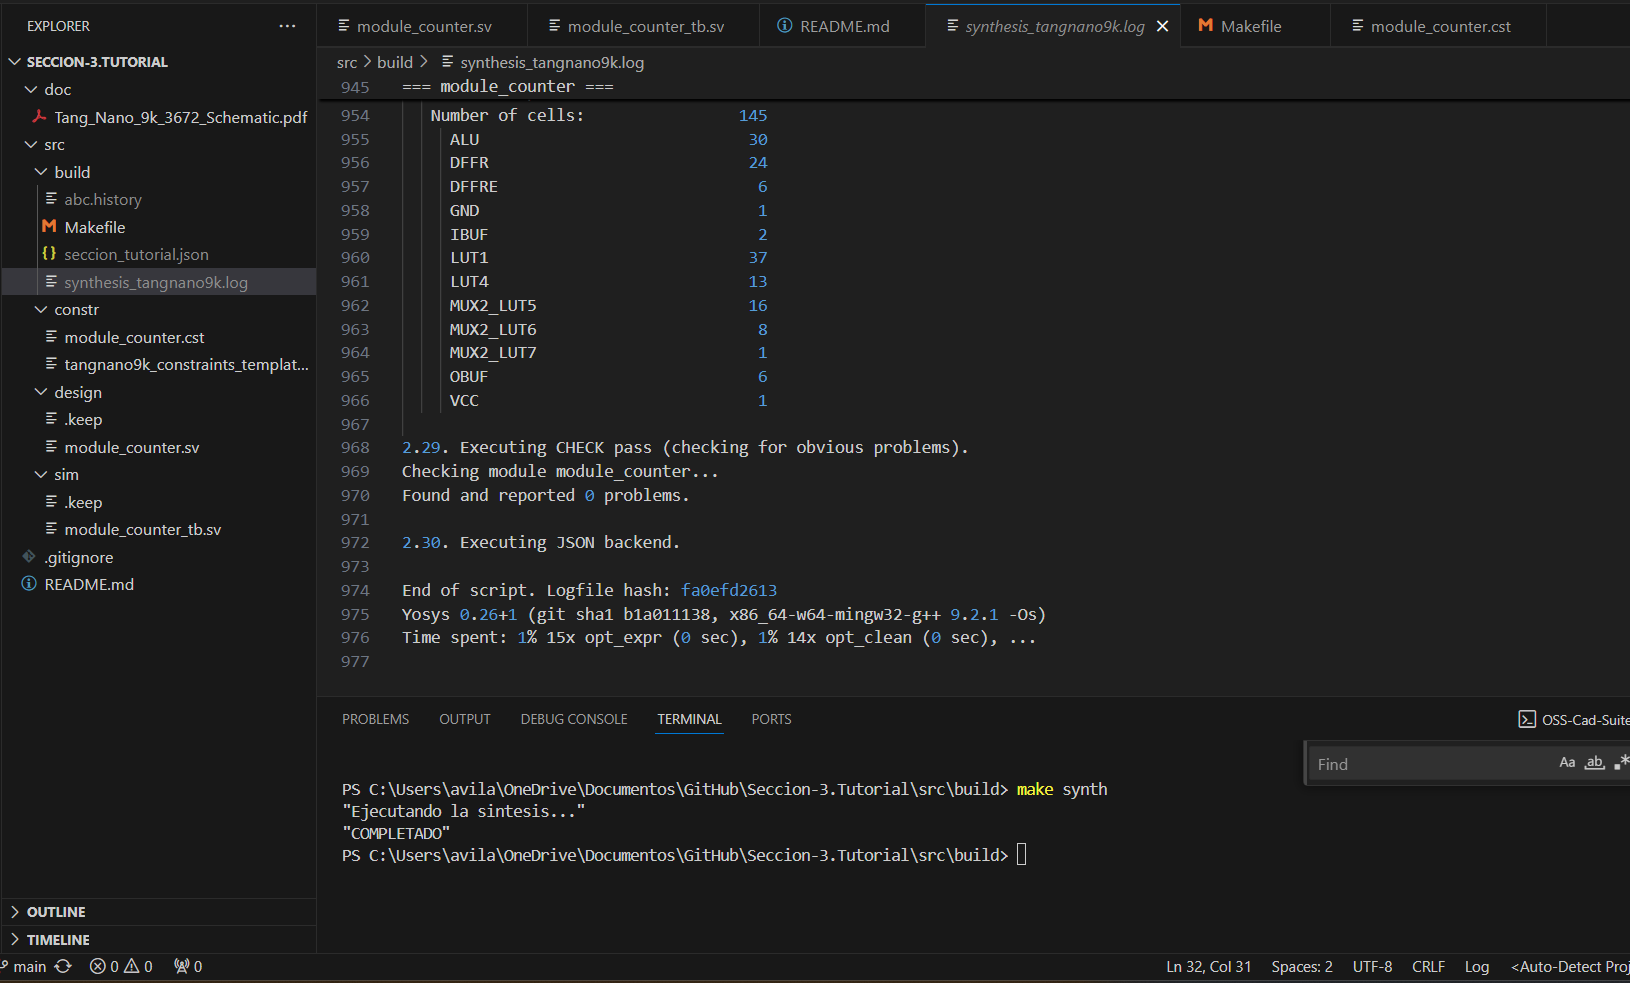 EXPLORER ...
SECCION-3.TUTORIAL
doc
Tang_Nano_9k_3672_Schematic.pdf
src
build
abc.history
Makefile
seccion_tutorial.json
synthesis_tangnano9k.log
constr
module_counter.cst
tangnano9k_constraints_templat...
design
.keep
module_counter.sv
sim
.keep
module_counter_tb.sv
.gitignore
README.md
OUTLINE
TIMELINE
module_counter.sv module_counter_tb.sv README.md synthesis_tangnano9k.log Makefile module_counter.cst
src > build > synthesis_tangnano9k.log
945 === module_counter ===
954 Number of cells: 145
955 ALU 30
956 DFFR 24
957 DFFRE 6
958 GND 1
959 IBUF 2
960 LUT1 37
961 LUT4 13
962 MUX2_LUT5 16
963 MUX2_LUT6 8
964 MUX2_LUT7 1
965 OBUF 6
966 VCC 1
967
968 2.29. Executing CHECK pass (checking for obvious problems).
969 Checking module module_counter...
970 Found and reported 0 problems.
971
972 2.30. Executing JSON backend.
973
974 End of script. Logfile hash: fa0efd2613
975 Yosys 0.26+1 (git sha1 b1a011138, x86_64-w64-mingw32-g++ 9.2.1 -Os)
976 Time spent: 1% 15x opt_expr (0 sec), 1% 14x opt_clean (0 sec), ...
977
PROBLEMS OUTPUT DEBUG CONSOLE TERMINAL PORTS
OSS-Cad-Suite
Find Aa ab .*
PS C:\Users\avila\OneDrive\Documentos\GitHub\Seccion-3.Tutorial\src\build> make synth
"Ejecutando la sintesis..."
"COMPLETADO"
PS C:\Users\avila\OneDrive\Documentos\GitHub\Seccion-3.Tutorial\src\build>
main 0 0 0 Ln 32, Col 31 Spaces: 2 UTF-8 CRLF Log <Auto-Detect Proj